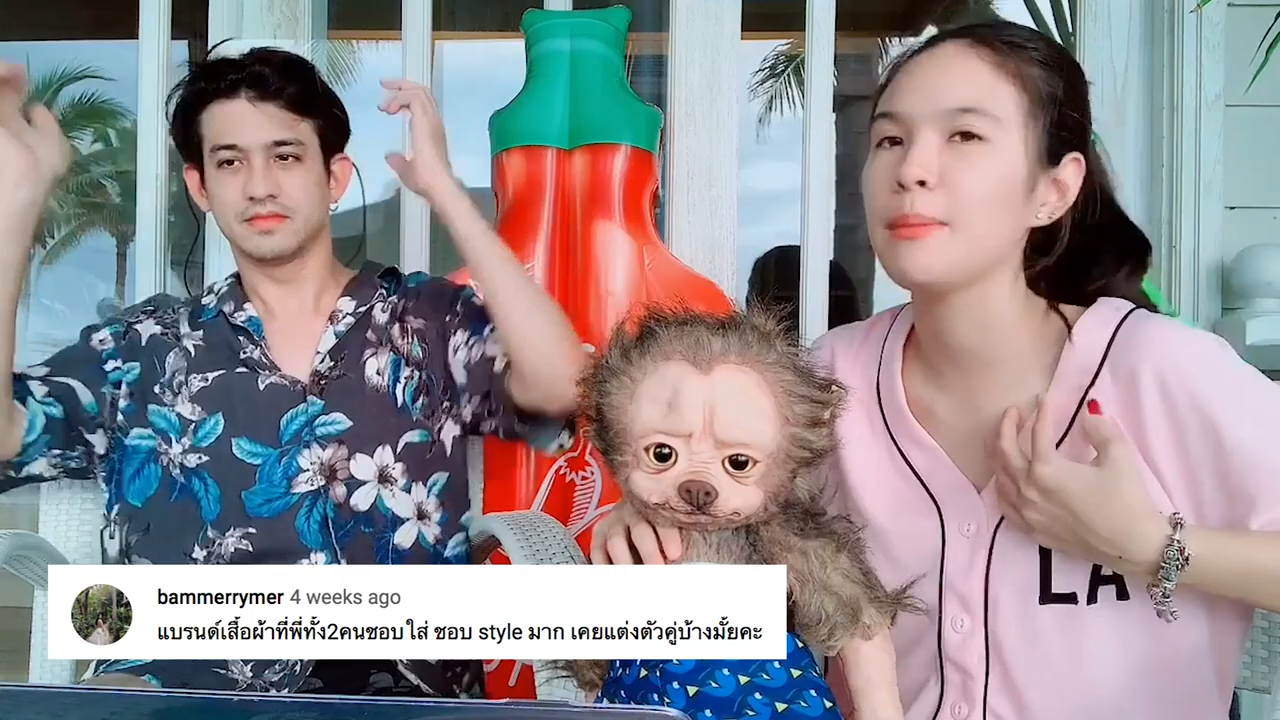 LA
bammerrymer 4 weeks ago
แบรนด์เสื้อผ้าที่พี่ทั้ง2คนชอบใส่ ชอบ style มาก เคยแต่งตัวคู่บ้างมั้ยคะ